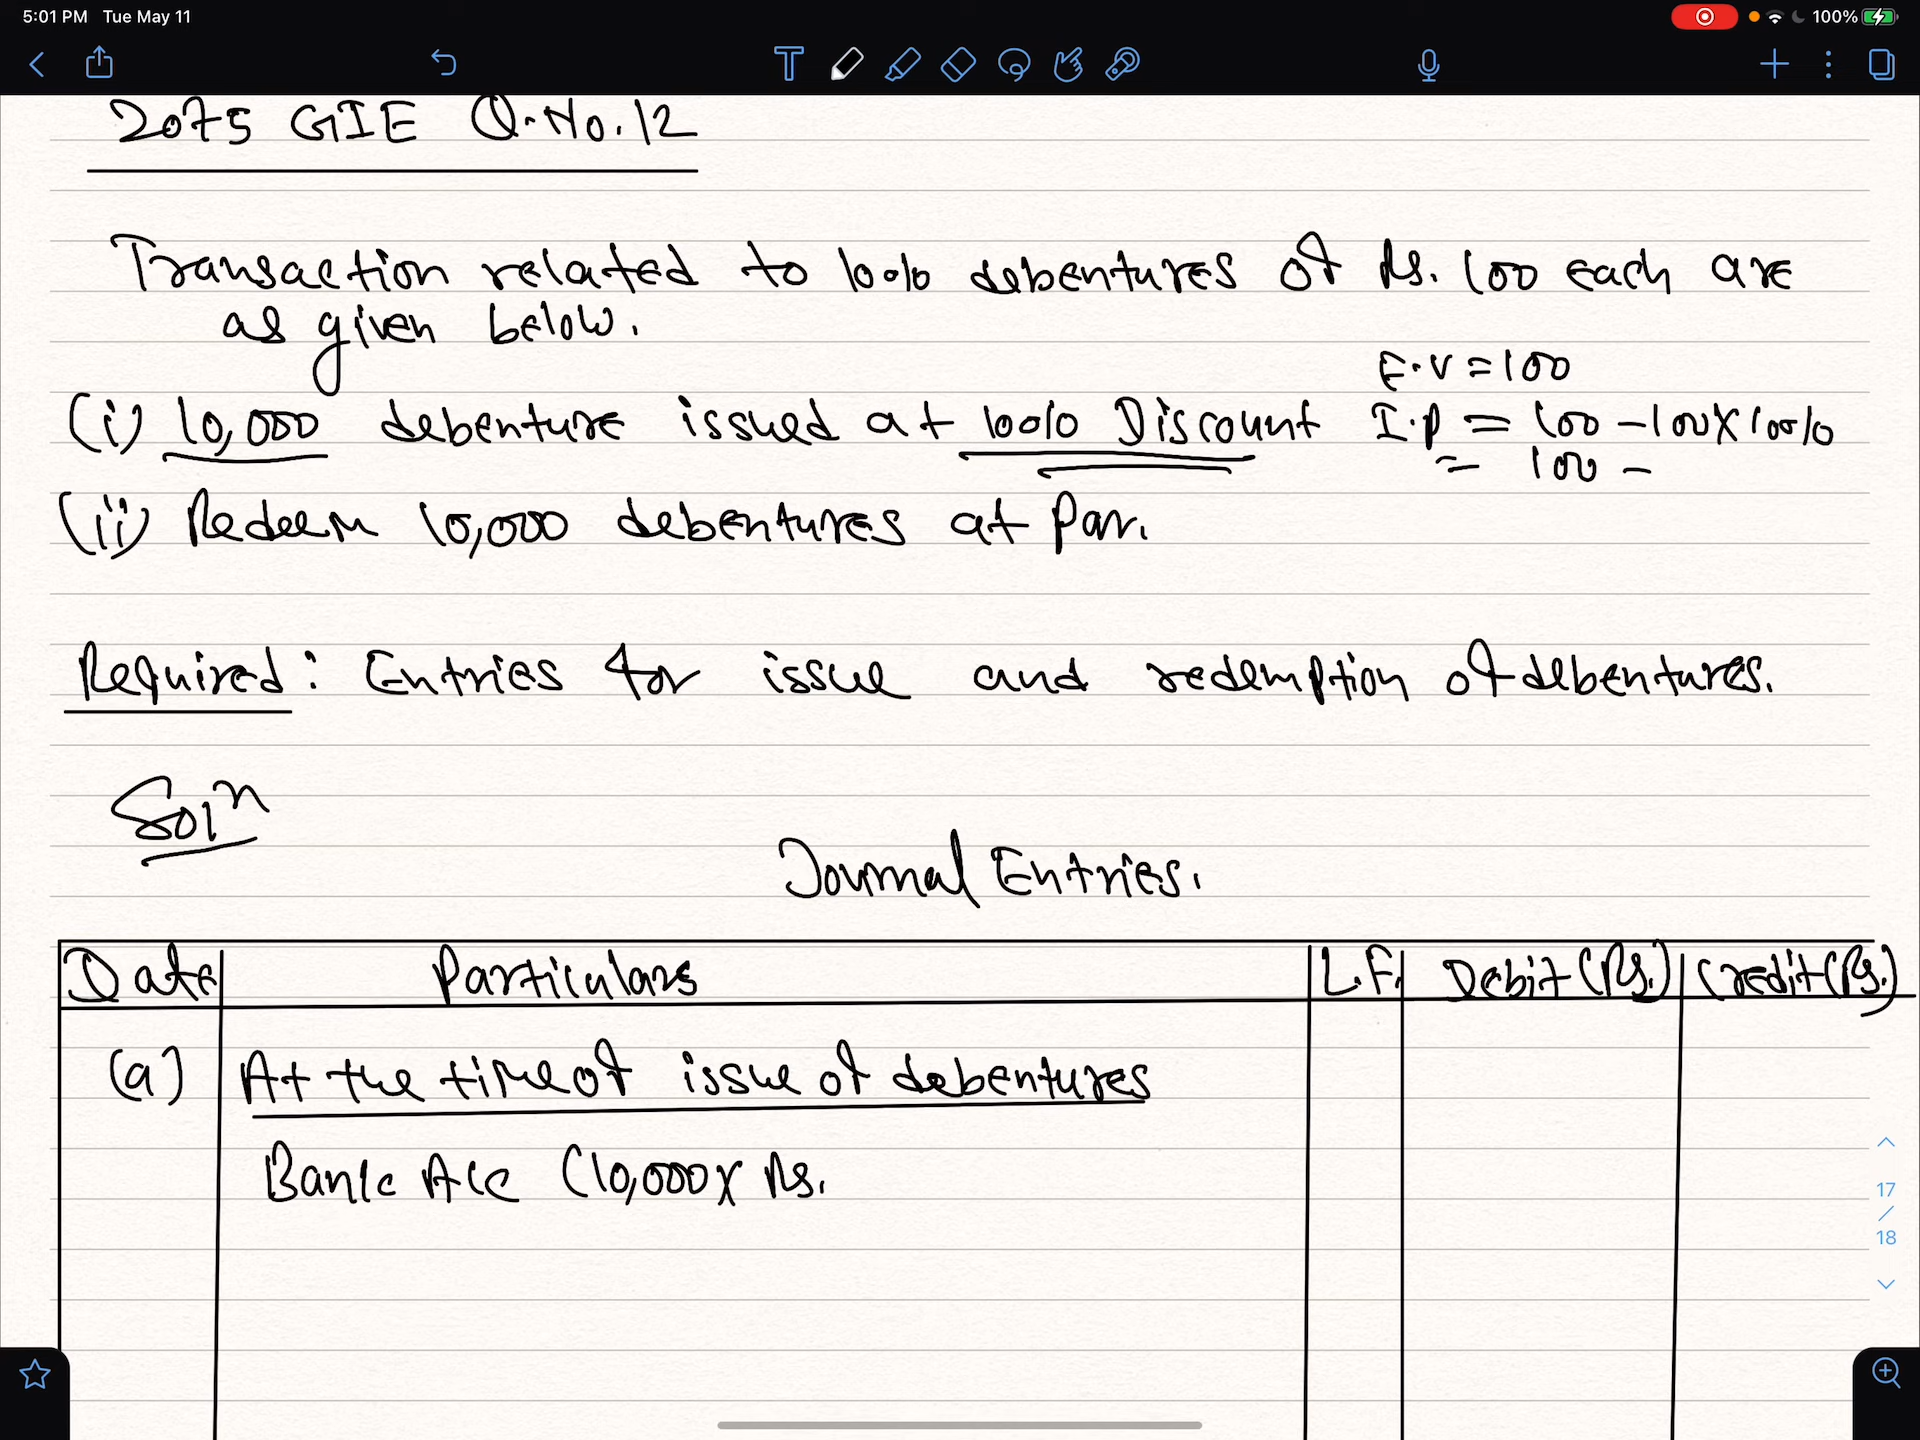 5:01 PM Tue May 11
100%
2075 GIE Q.No.12
Transaction related to 10% debentures of Rs. 100 each are
as given below.
F.V = 100
(i) 10,000 debenture issued at 10% Discount I.P = 100 - 100 X 10%
= 100 -
(ii) Redeem 10,000 debentures at Par.
Required: Entries for issue and redemption of debentures.
Solⁿ
Journal Entries.
Date Particulars L.F. Debit (Rs.) Credit (Rs.)
(a) At the time of issue of debentures
Bank A/c (10,000 X Rs.
17
/
18